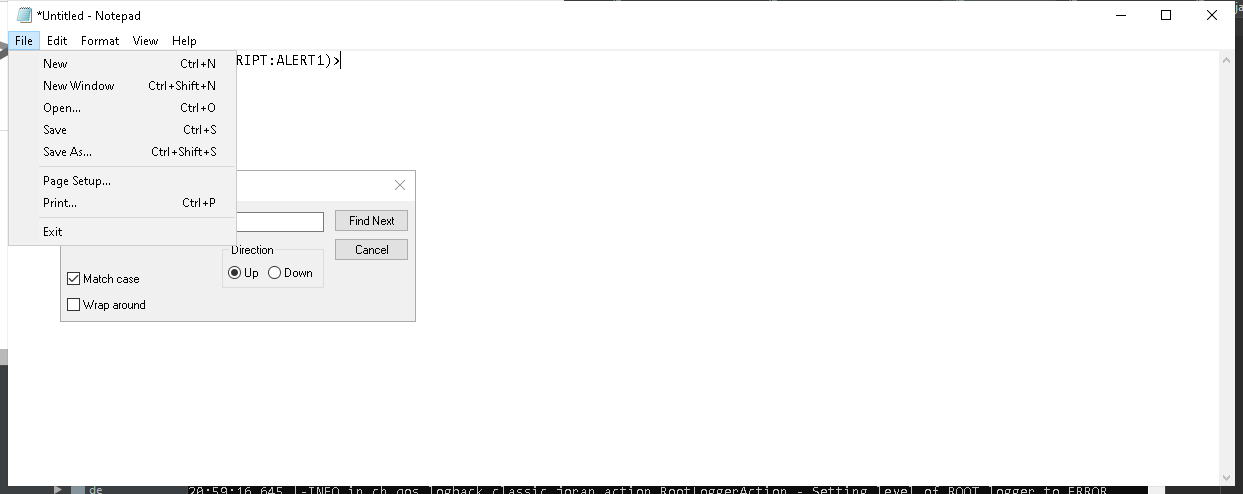 *Untitled - Notepad
File Edit Format View Help
RIPT:ALERT1)>
New Ctrl+N
New Window Ctrl+Shift+N
Open... Ctrl+O
Save Ctrl+S
Save As... Ctrl+Shift+S
Page Setup...
Print... Ctrl+P
Exit
Find Next
Cancel
Direction
Up Down
Match case
Wrap around
de
20:59:16,645 |-INFO in ch.qos.logback.classic.joran.action.RootLoggerAction - Setting level of ROOT logger to ERROR